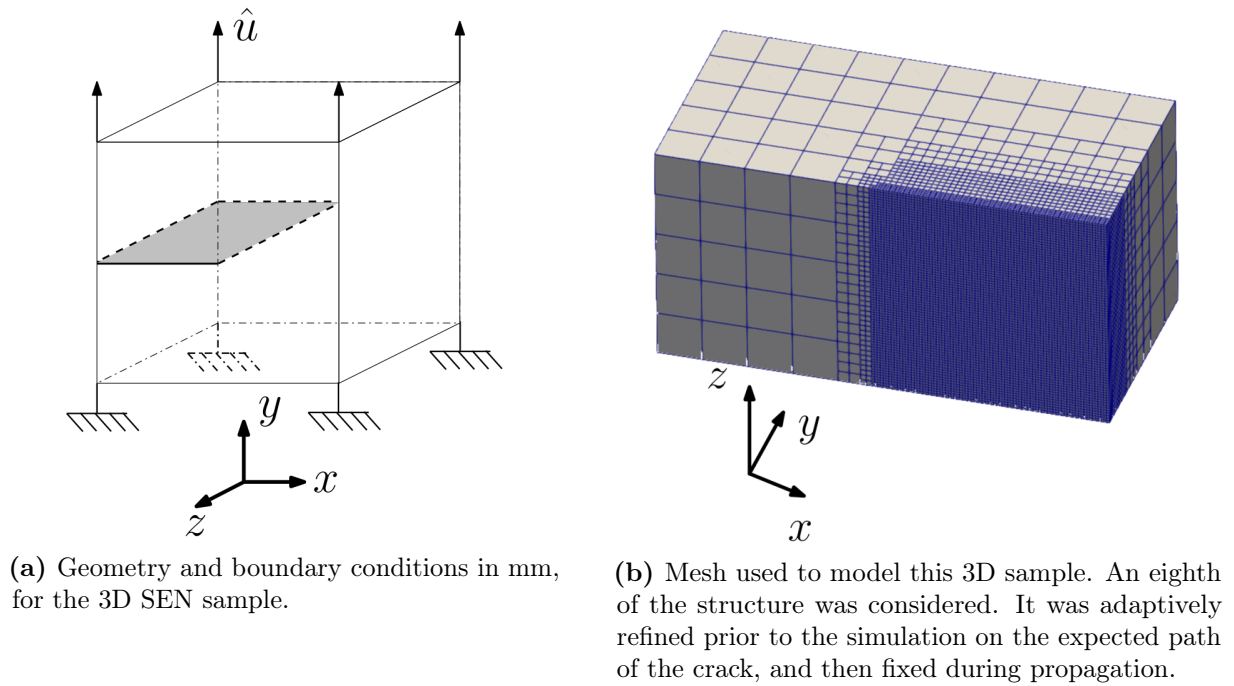 û
y
x
z
z
y
x
(a) Geometry and boundary conditions in mm,
for the 3D SEN sample.
(b) Mesh used to model this 3D sample. An eighth
of the structure was considered. It was adaptively
refined prior to the simulation on the expected path
of the crack, and then fixed during propagation.